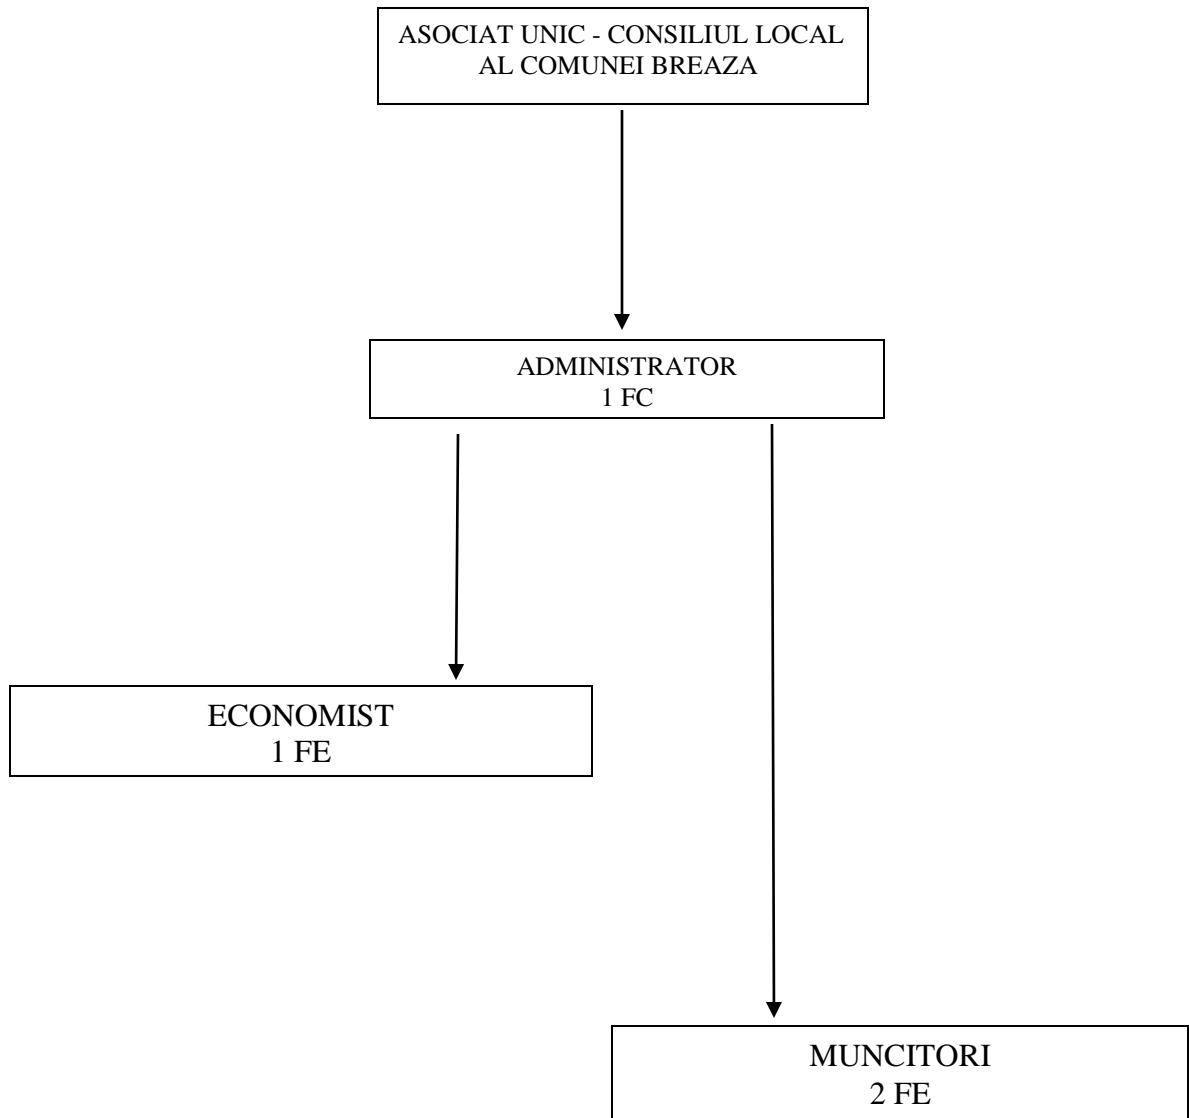 ASOCIAT UNIC - CONSILIUL LOCAL
AL COMUNEI BREAZA
ADMINISTRATOR
1 FC
ECONOMIST
1 FE
MUNCITORI
2 FE